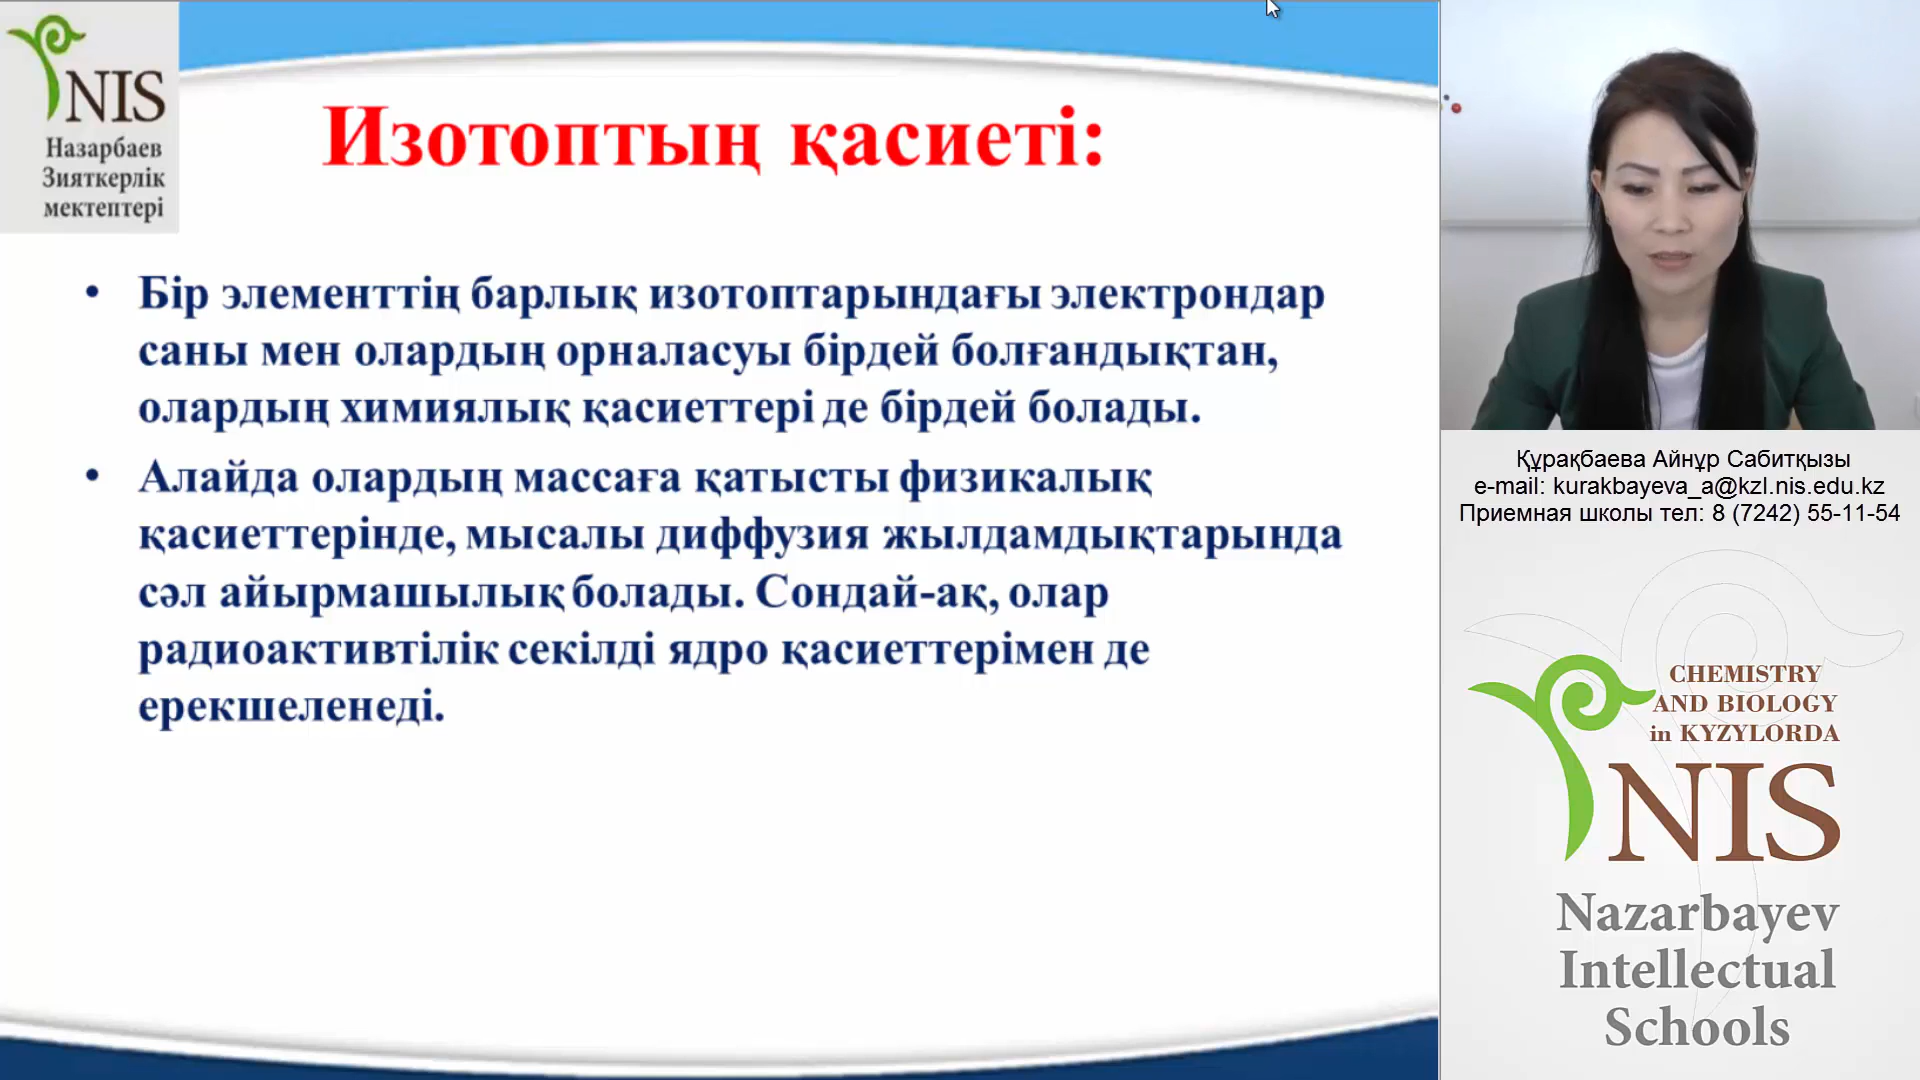 NIS
Назарбаев
Зияткерлік
мектептері
Изотоптың қасиеті:
• Бір элементтің барлық изотоптарындағы электрондар
саны мен олардың орналасуы бірдей болғандықтан,
олардың химиялық қасиеттері де бірдей болады.
• Алайда олардың массаға қатысты физикалық
қасиеттерінде, мысалы диффузия жылдамдықтарында
сәл айырмашылық болады. Сондай-ақ, олар
радиоактивтілік секілді ядро қасиеттерімен де
ерекшеленеді.
Құрақбаева Айнұр Сабитқызы
e-mail: kurakbayeva_a@kzl.nis.edu.kz
Приемная школы тел: 8 (7242) 55-11-54
CHEMISTRY
AND BIOLOGY
in KYZYLORDA
NIS
Nazarbayev
Intellectual
Schools